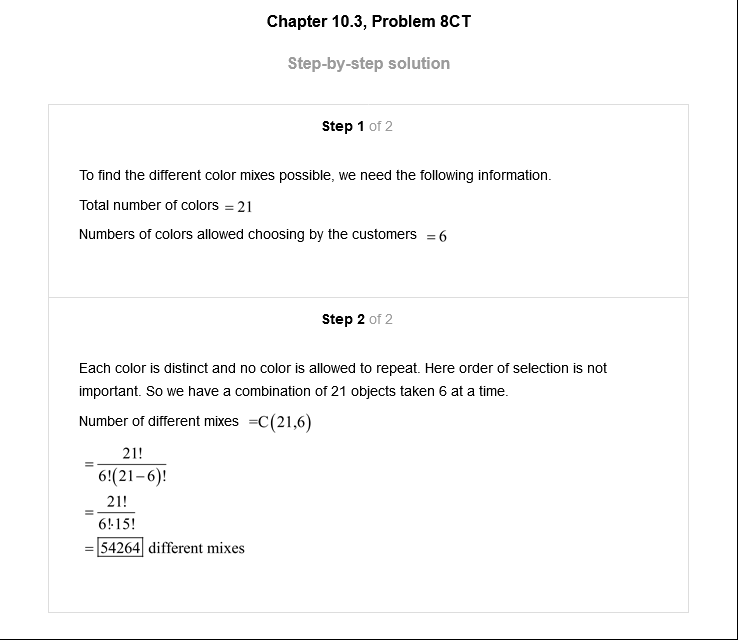 Chapter 10.3, Problem 8CT
Step-by-step solution
Step 1 of 2
To find the different color mixes possible, we need the following information.
Total number of colors = 21
Numbers of colors allowed choosing by the customers = 6
Step 2 of 2
Each color is distinct and no color is allowed to repeat. Here order of selection is not
important. So we have a combination of 21 objects taken 6 at a time.
Number of different mixes =C(21,6)
= 21!
6!(21−6)!
= 21!
6!·15!
= 54264 different mixes